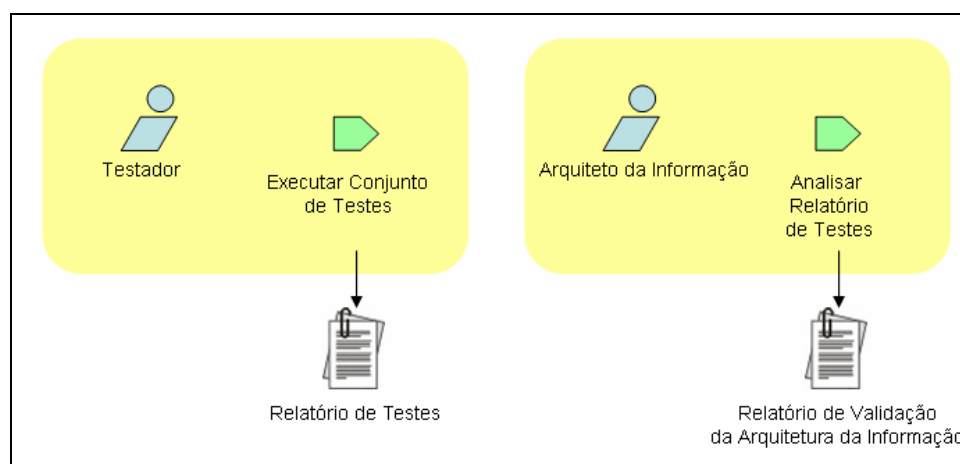 Testador
Executar Conjunto
de Testes
Relatório de Testes
Arquiteto da Informação
Analisar
Relatório
de Testes
Relatório de Validação
da Arquitetura da Informação